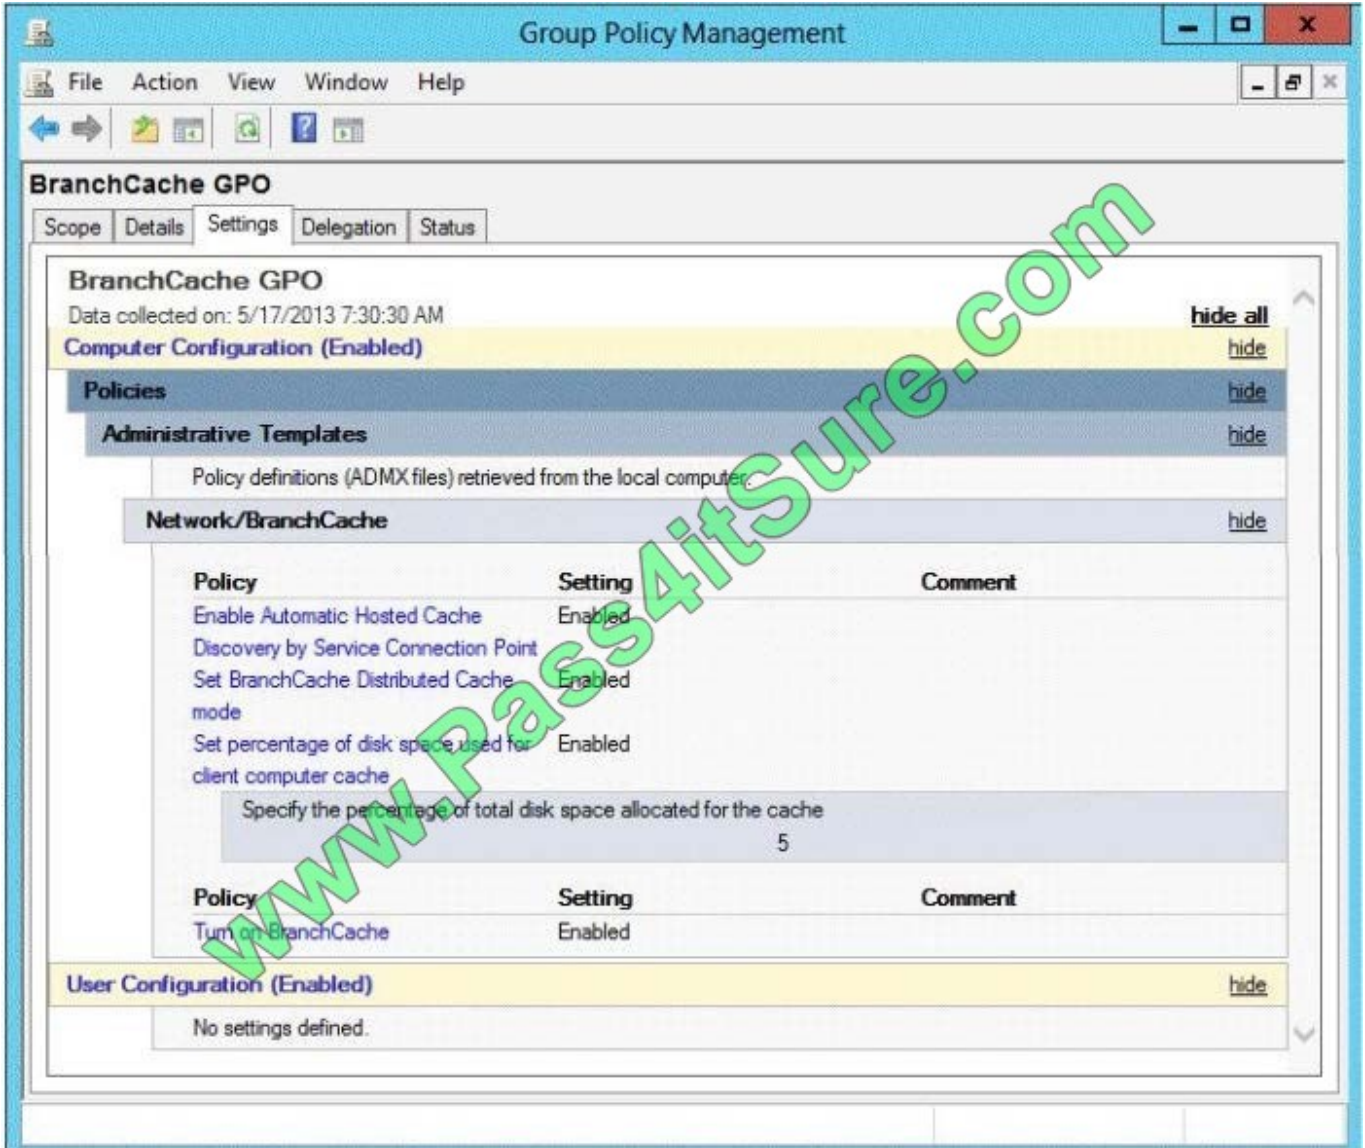 Group Policy Management
File Action View Window Help
BranchCache GPO
Scope Details Settings Delegation Status
BranchCache GPO
Data collected on: 5/17/2013 7:30:30 AM
hide all
Computer Configuration (Enabled) hide
Policies hide
Administrative Templates hide
Policy definitions (ADMX files) retrieved from the local computer.
Network/BranchCache hide
Policy Setting Comment
Enable Automatic Hosted Cache Enabled
Discovery by Service Connection Point
Set BranchCache Distributed Cache Enabled
mode
Set percentage of disk space used for Enabled
client computer cache
Specify the percentage of total disk space allocated for the cache
5
Policy Setting Comment
Turn on BranchCache Enabled
User Configuration (Enabled) hide
No settings defined.
www.Pass4itSure.com